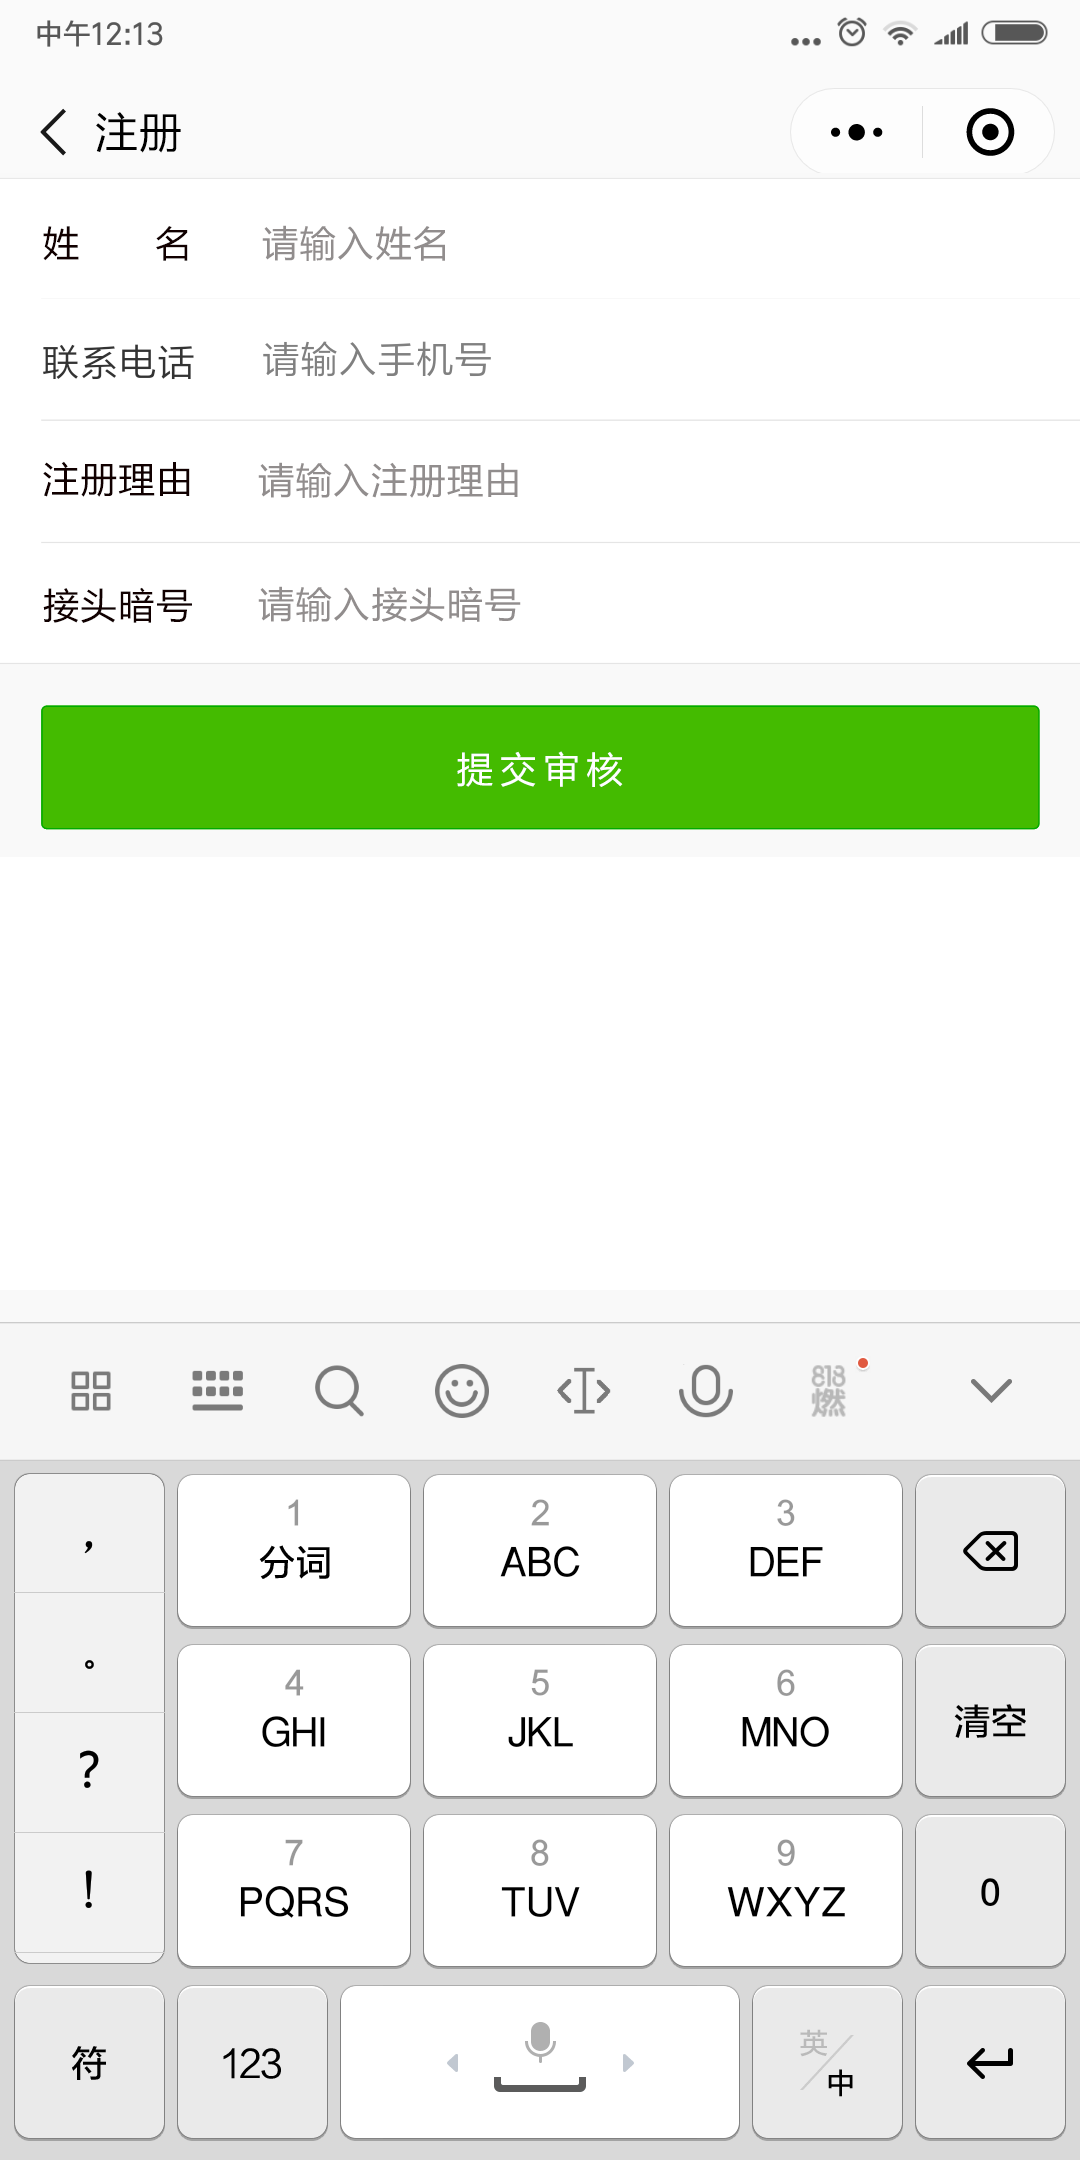 中午12:13
注册
姓 名 请输入姓名
联系电话 请输入手机号
注册理由 请输入注册理由
接头暗号 请输入接头暗号
提交审核
818
燃
, 1 2 3
分词 ABC DEF
。 4 5 6
GHI JKL MNO 清空
? 7 8 9
! PQRS TUV WXYZ 0
符 123 英/中